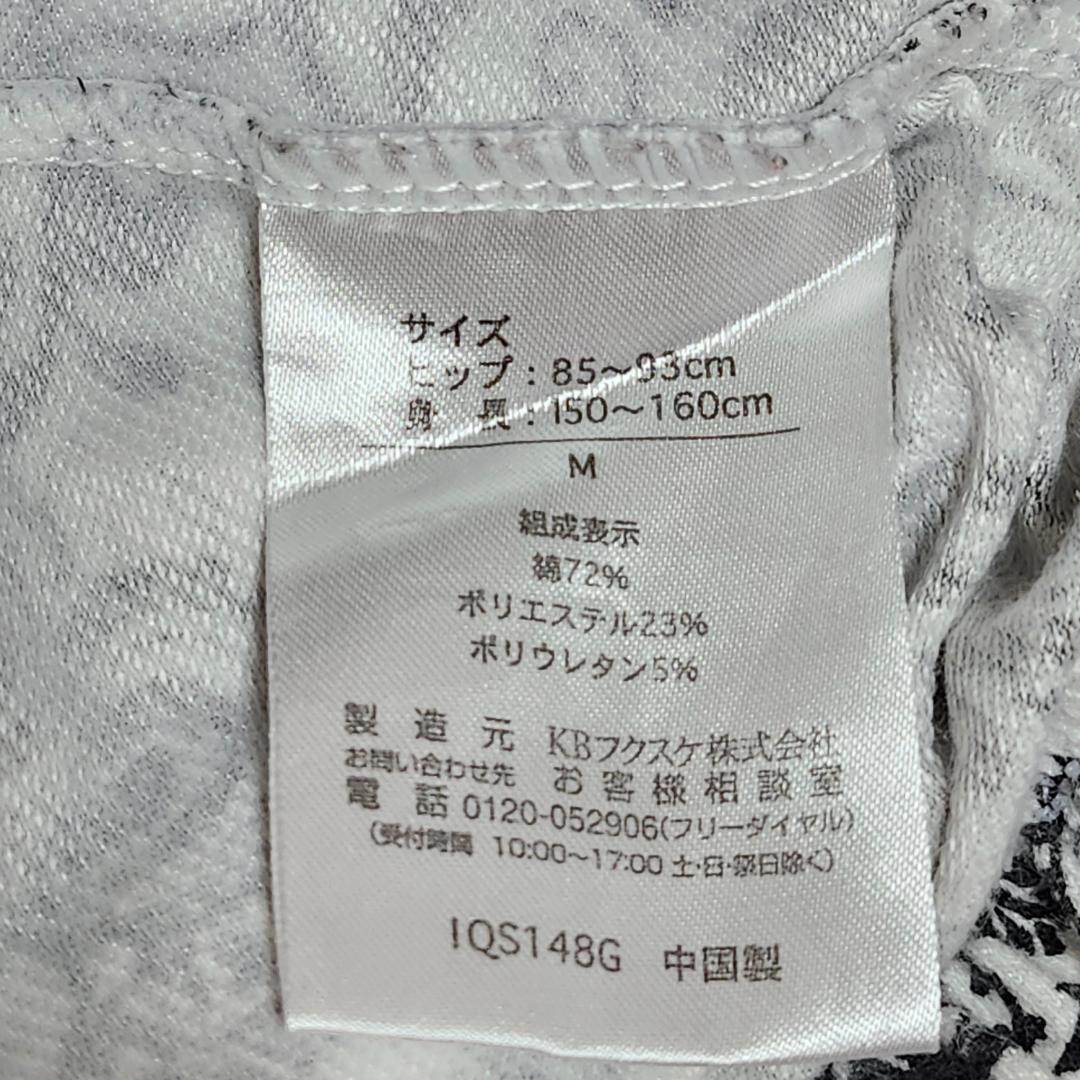 サイズ
ヒップ：85〜93cm
身　長：150〜160cm
M
組成表示
綿72%
ポリエステル23%
ポリウレタン5%
製　造　元　KBフクスケ株式会社
お問い合わせ先　お客様相談室
電　話 0120-052906(フリーダイヤル)
(受付時間　10:00〜17:00 土・日・祭日除く)
IQS148G　中国製